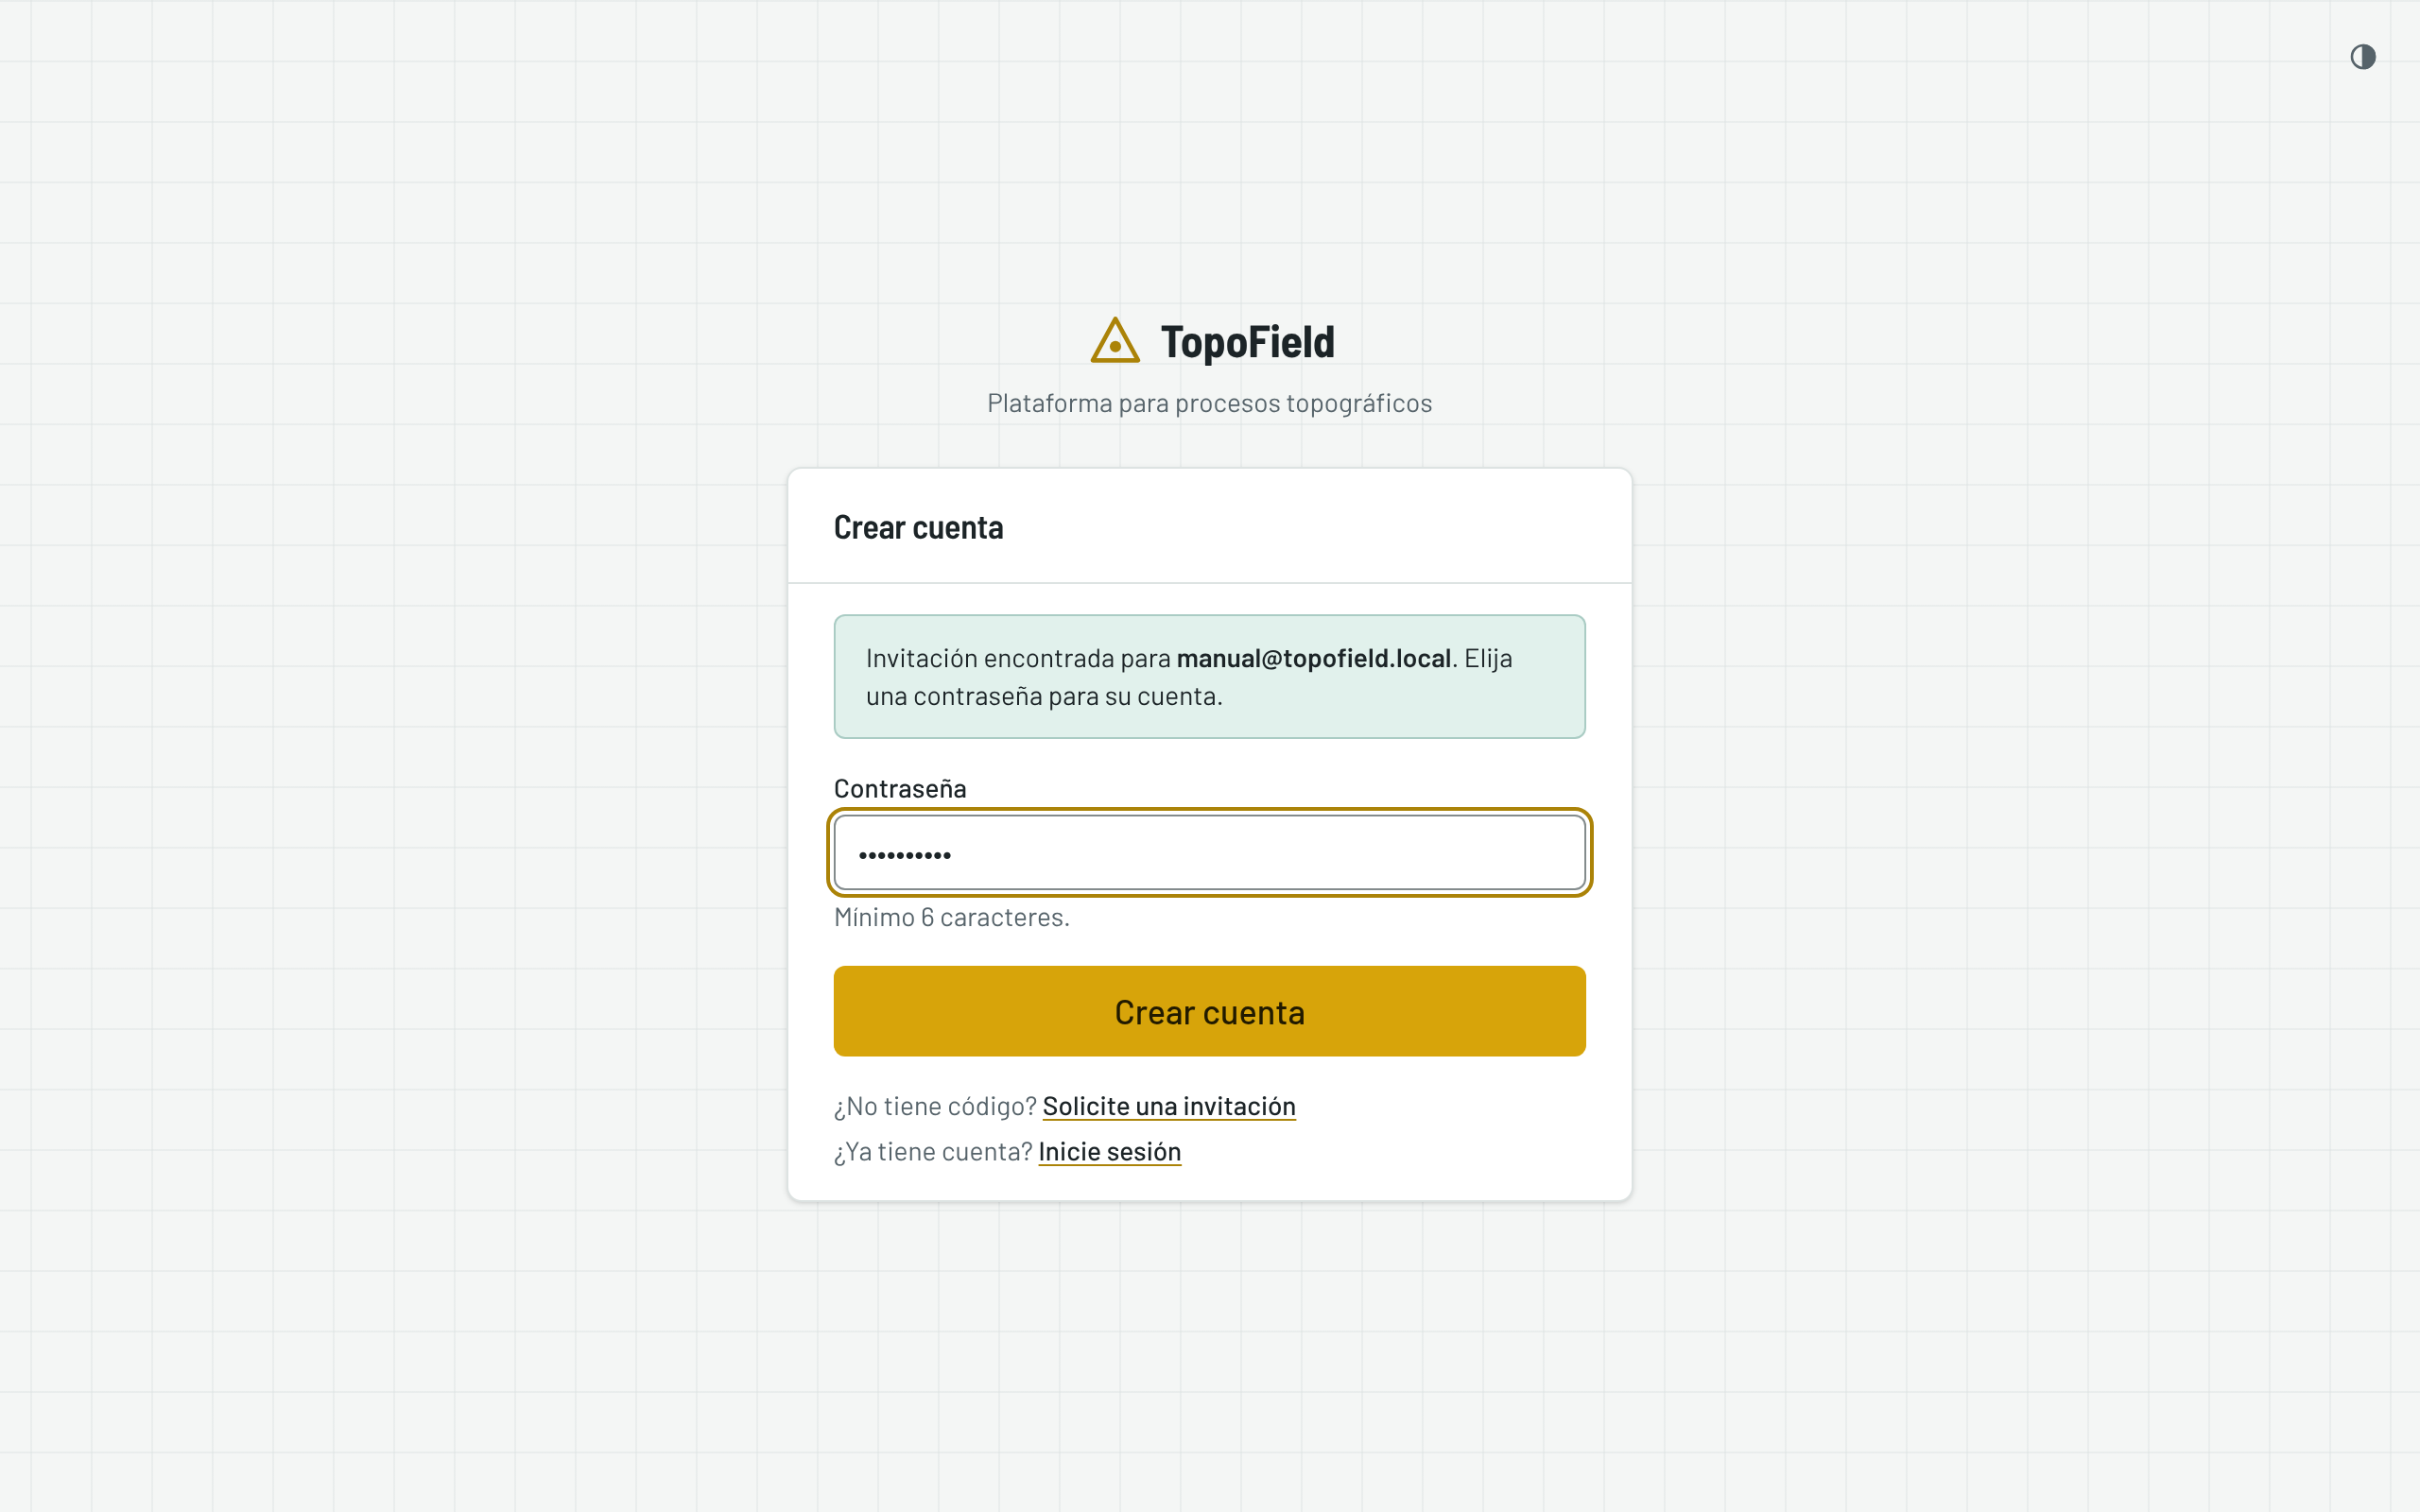 TopoField
Plataforma para procesos topográficos
Crear cuenta
Invitación encontrada para manual@topofield.local. Elija
una contraseña para su cuenta.
Contraseña
••••••••••
Mínimo 6 caracteres.
Crear cuenta
¿No tiene código? Solicite una invitación
¿Ya tiene cuenta? Inicie sesión